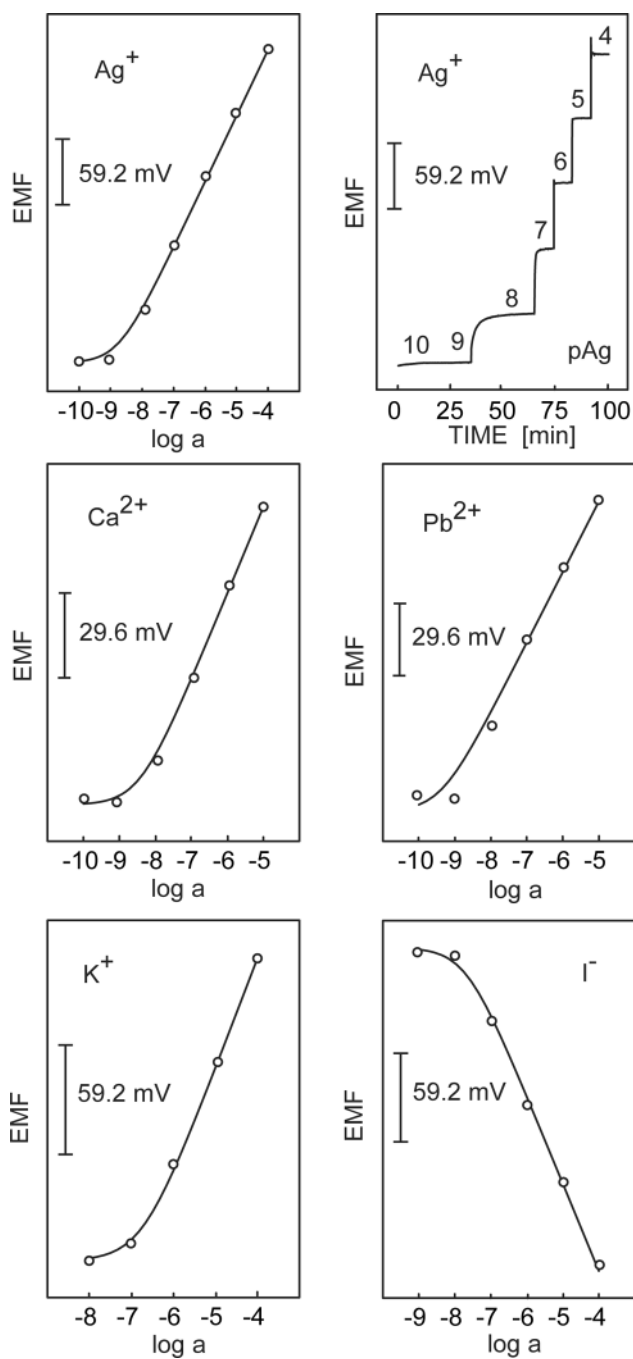 Ag+
59.2 mV
EMF
-10 -9 -8 -7 -6 -5 -4
log a
Ag+
59.2 mV
EMF
10 9 8 7 6 5 4
pAg
0 25 50 75 100
TIME [min]
Ca2+
29.6 mV
EMF
-10 -9 -8 -7 -6 -5
log a
Pb2+
29.6 mV
EMF
-10 -9 -8 -7 -6 -5
log a
K+
59.2 mV
EMF
-8 -7 -6 -5 -4
log a
I-
59.2 mV
EMF
-9 -8 -7 -6 -5 -4
log a